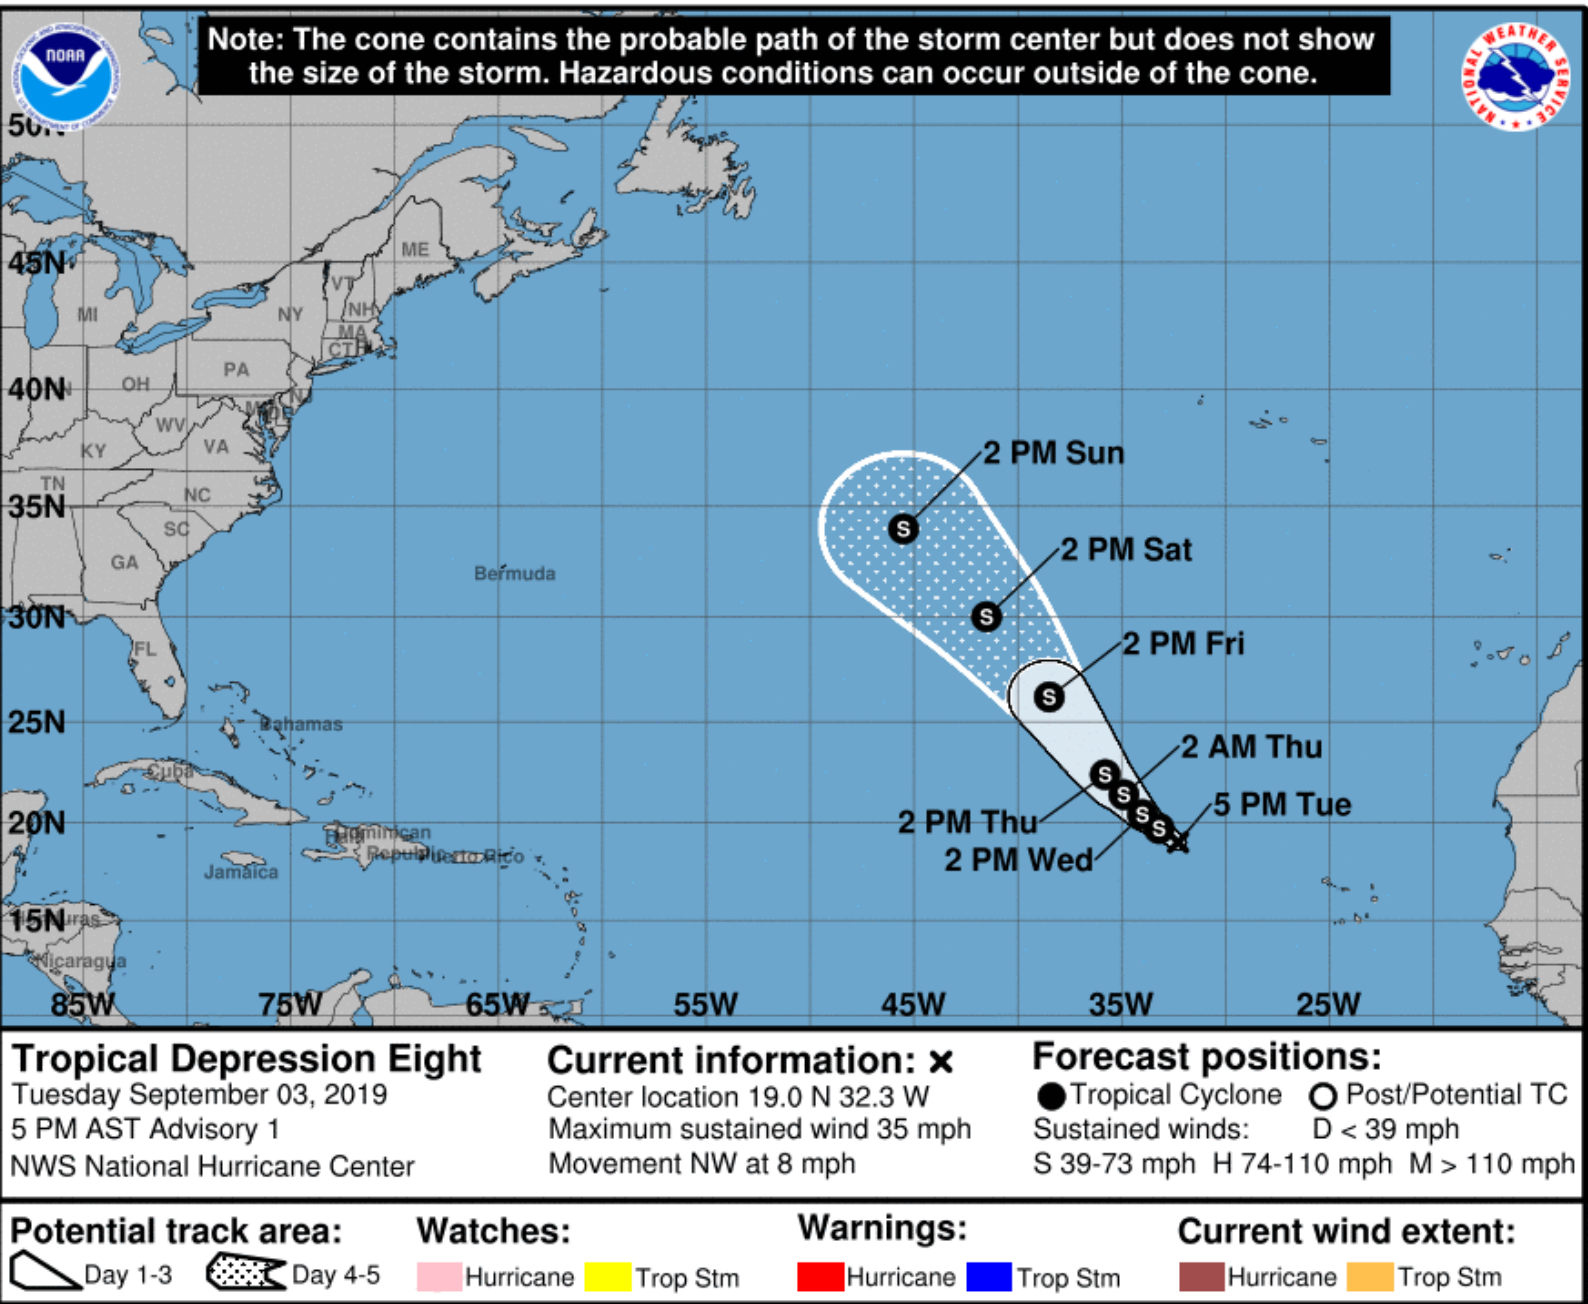 Note: The cone contains the probable path of the storm center but does not show
the size of the storm. Hazardous conditions can occur outside of the cone.
NOAA
NATIONAL WEATHER SERVICE
50N
45N
40N
35N
30N
25N
20N
15N
85W 75W 65W 55W 45W 35W 25W
ME
VT
NH
MI
NY
MA
CT
PA
OH
WV
VA
KY
TN
NC
SC
GA
FL
Bermuda
Bahamas
Cuba
Dominican
Republic
Puerto Rico
Jamaica
Honduras
Nicaragua
2 PM Sun
2 PM Sat
2 PM Fri
2 AM Thu
5 PM Tue
2 PM Thu
2 PM Wed
S
S
S
S
S
S
S
Tropical Depression Eight
Tuesday September 03, 2019
5 PM AST Advisory 1
NWS National Hurricane Center
Current information: ×
Center location 19.0 N 32.3 W
Maximum sustained wind 35 mph
Movement NW at 8 mph
Forecast positions:
Tropical Cyclone Post/Potential TC
Sustained winds: D < 39 mph
S 39-73 mph H 74-110 mph M > 110 mph
Potential track area:
Day 1-3 Day 4-5
Watches:
Hurricane Trop Stm
Warnings:
Hurricane Trop Stm
Current wind extent:
Hurricane Trop Stm